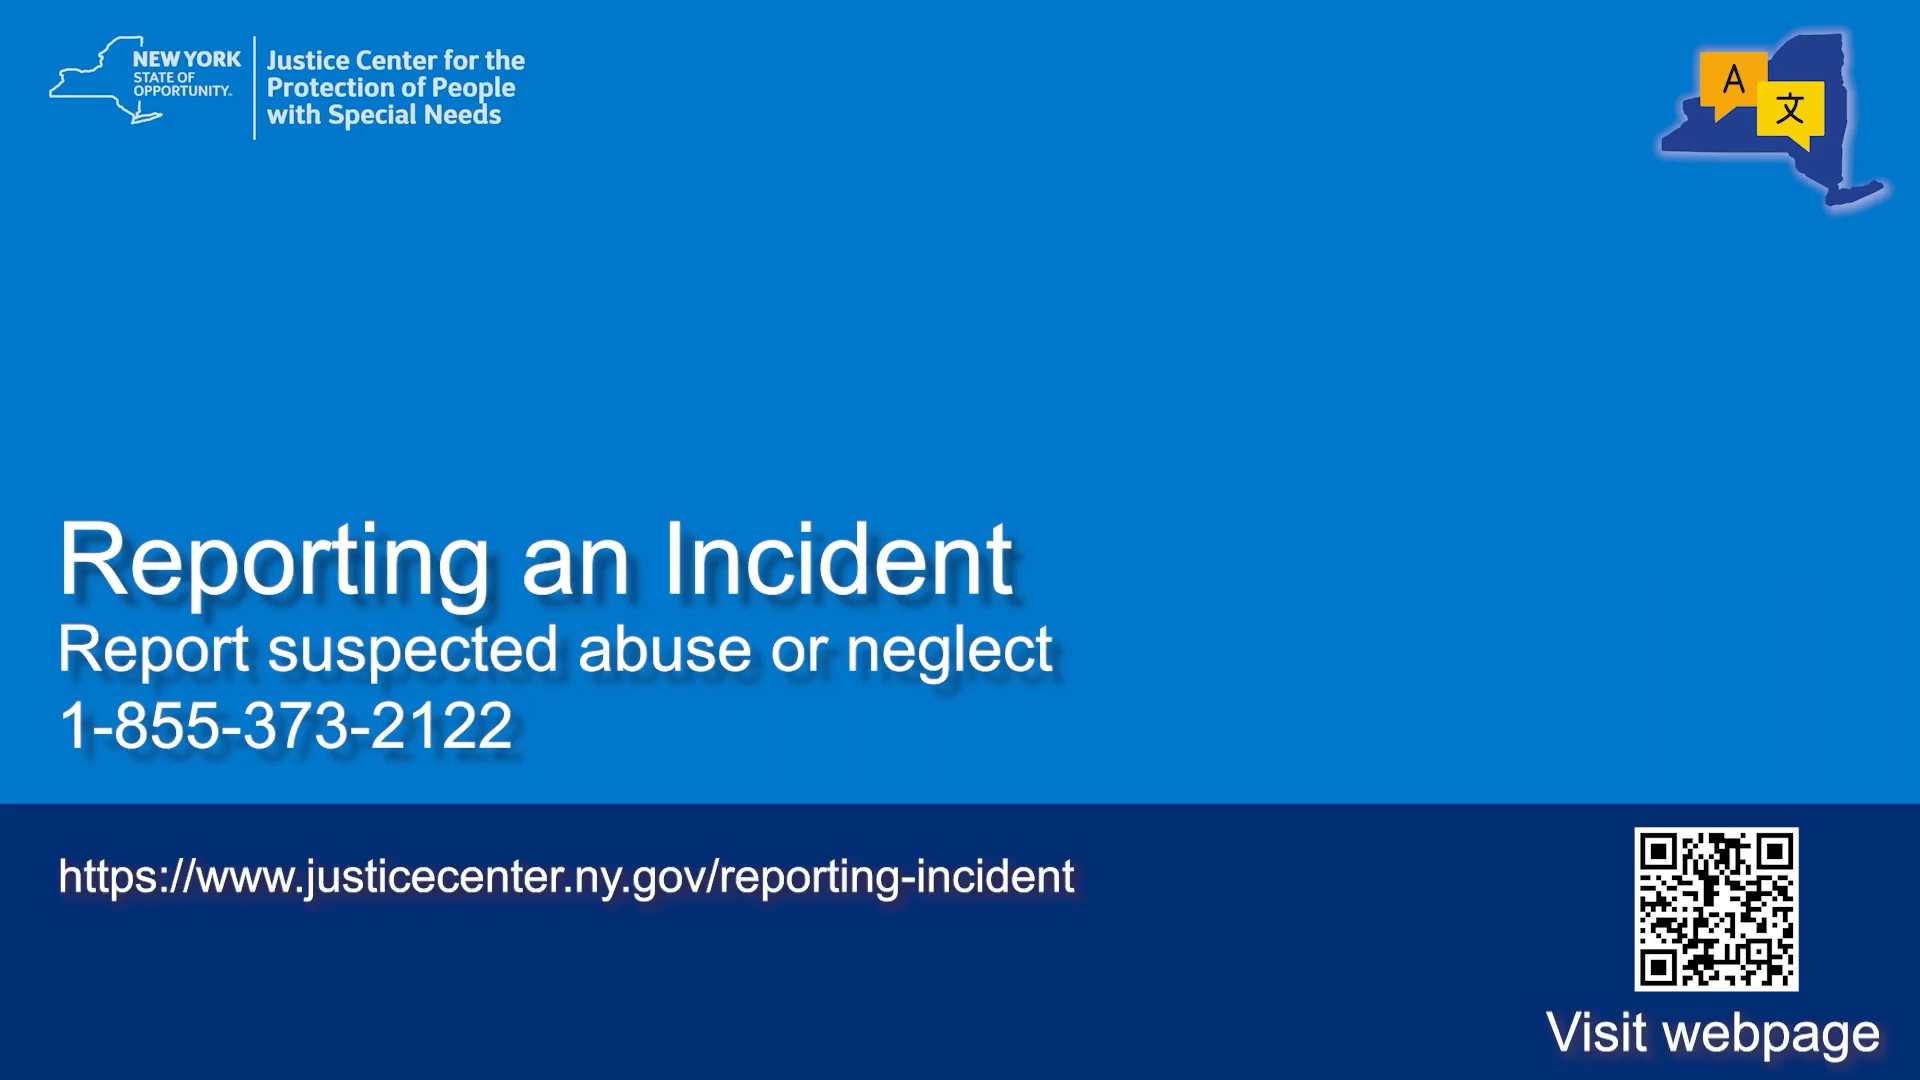 NEW YORK
STATE OF
OPPORTUNITY™
Justice Center for the
Protection of People
with Special Needs
A
文
Reporting an Incident
Report suspected abuse or neglect
1-855-373-2122
https://www.justicecenter.ny.gov/reporting-incident
Visit webpage